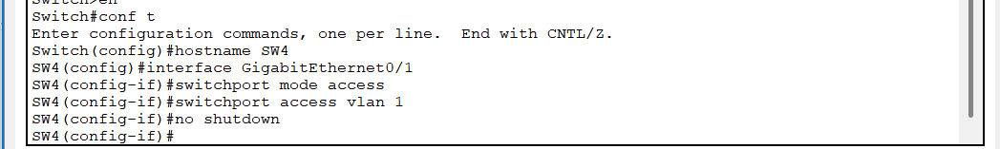 Switch>en
Switch#conf t
Enter configuration commands, one per line.  End with CNTL/Z.
Switch(config)#hostname SW4
SW4(config)#interface GigabitEthernet0/1
SW4(config-if)#switchport mode access
SW4(config-if)#switchport access vlan 1
SW4(config-if)#no shutdown
SW4(config-if)#